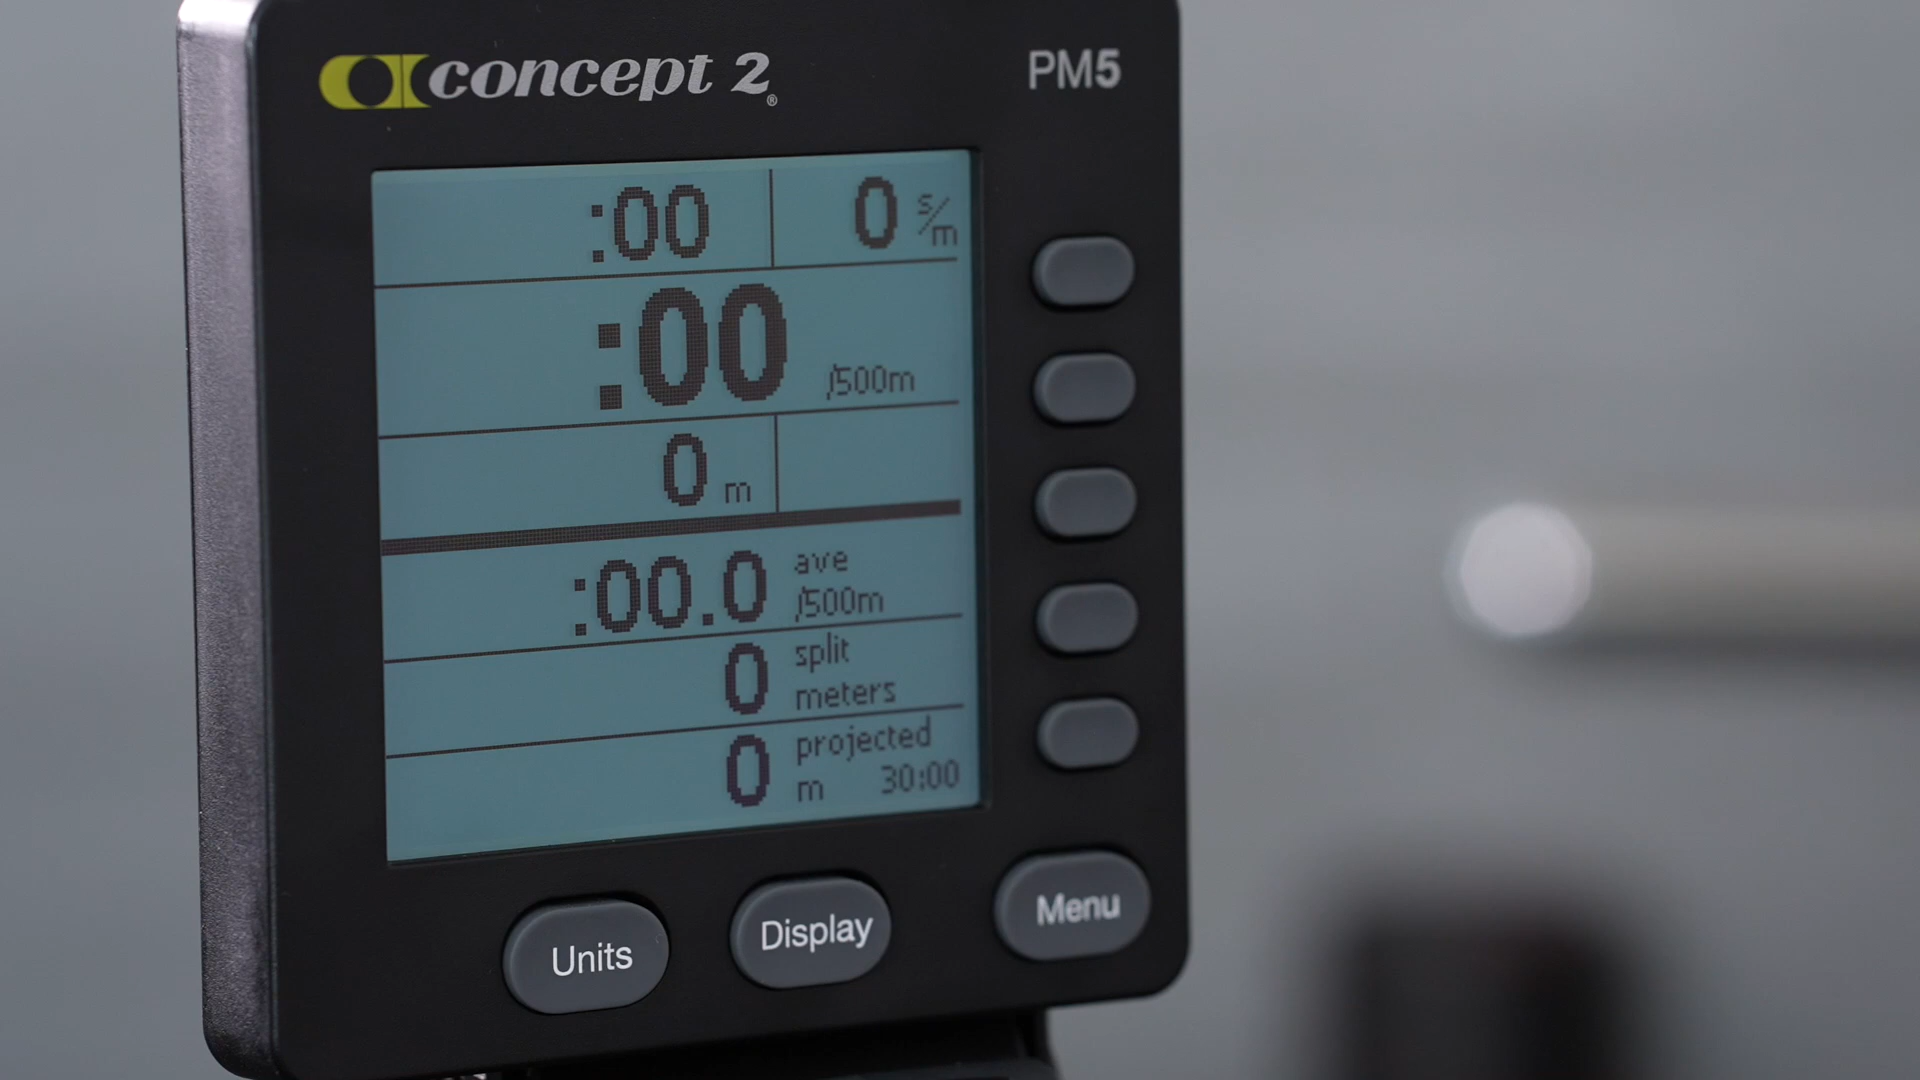 concept 2®
PM5
:00
0 s/m
:00 /500m
0 m
:00.0 ave /500m
0 split meters
0 projected m 30:00
Units
Display
Menu